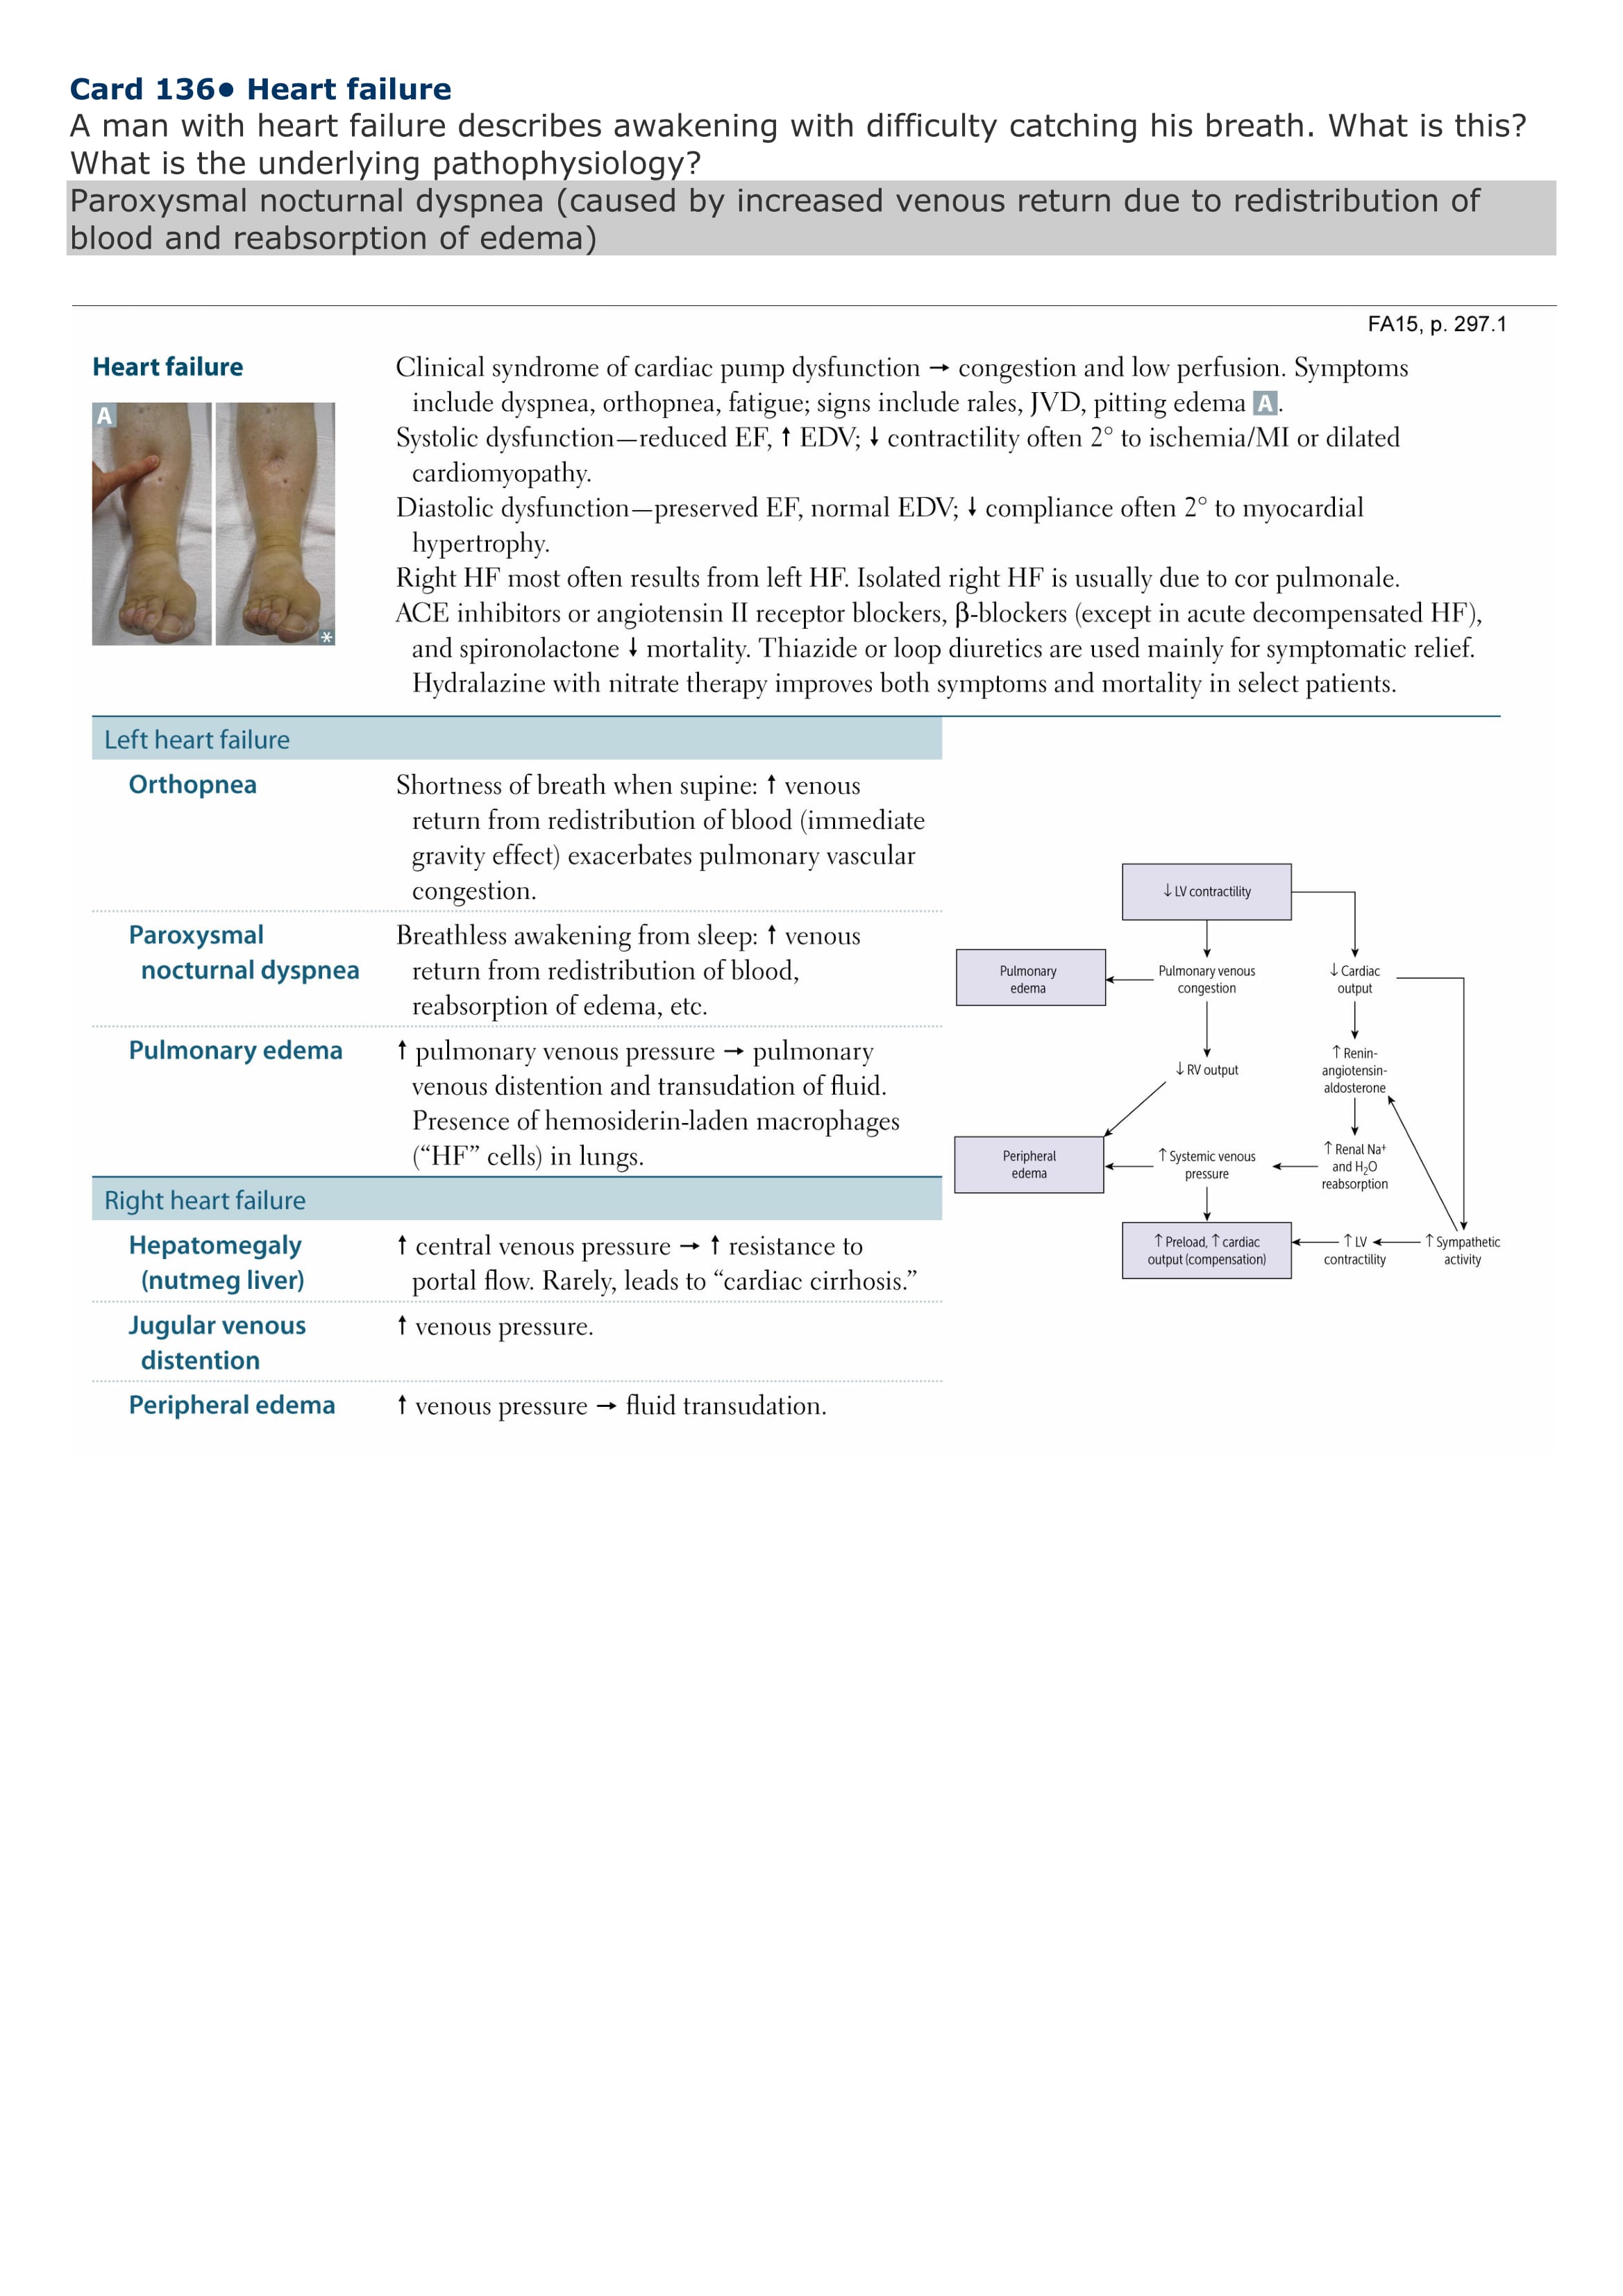 Card 136● Heart failure
A man with heart failure describes awakening with difficulty catching his breath. What is this?
What is the underlying pathophysiology?
Paroxysmal nocturnal dyspnea (caused by increased venous return due to redistribution of
blood and reabsorption of edema)
FA15, p. 297.1
Heart failure
A
*
Clinical syndrome of cardiac pump dysfunction → congestion and low perfusion. Symptoms
include dyspnea, orthopnea, fatigue; signs include rales, JVD, pitting edema A.
Systolic dysfunction—reduced EF, ↑ EDV; ↓ contractility often 2° to ischemia/MI or dilated
cardiomyopathy.
Diastolic dysfunction—preserved EF, normal EDV; ↓ compliance often 2° to myocardial
hypertrophy.
Right HF most often results from left HF. Isolated right HF is usually due to cor pulmonale.
ACE inhibitors or angiotensin II receptor blockers, β-blockers (except in acute decompensated HF),
and spironolactone ↓ mortality. Thiazide or loop diuretics are used mainly for symptomatic relief.
Hydralazine with nitrate therapy improves both symptoms and mortality in select patients.
Left heart failure
Orthopnea
Shortness of breath when supine: ↑ venous
return from redistribution of blood (immediate
gravity effect) exacerbates pulmonary vascular
congestion.
Paroxysmal
nocturnal dyspnea
Breathless awakening from sleep: ↑ venous
return from redistribution of blood,
reabsorption of edema, etc.
Pulmonary edema
↑ pulmonary venous pressure → pulmonary
venous distention and transudation of fluid.
Presence of hemosiderin-laden macrophages
(“HF” cells) in lungs.
Right heart failure
Hepatomegaly
(nutmeg liver)
↑ central venous pressure → ↑ resistance to
portal flow. Rarely, leads to “cardiac cirrhosis.”
Jugular venous
distention
↑ venous pressure.
Peripheral edema
↑ venous pressure → fluid transudation.
↓ LV contractility
Pulmonary
edema
Pulmonary venous
congestion
↓ Cardiac
output
↓ RV output
↑ Renin-
angiotensin-
aldosterone
Peripheral
edema
↑ Systemic venous
pressure
↑ Renal Na⁺
and H₂O
reabsorption
↑ Preload, ↑ cardiac
output (compensation)
↑ LV
contractility
↑ Sympathetic
activity